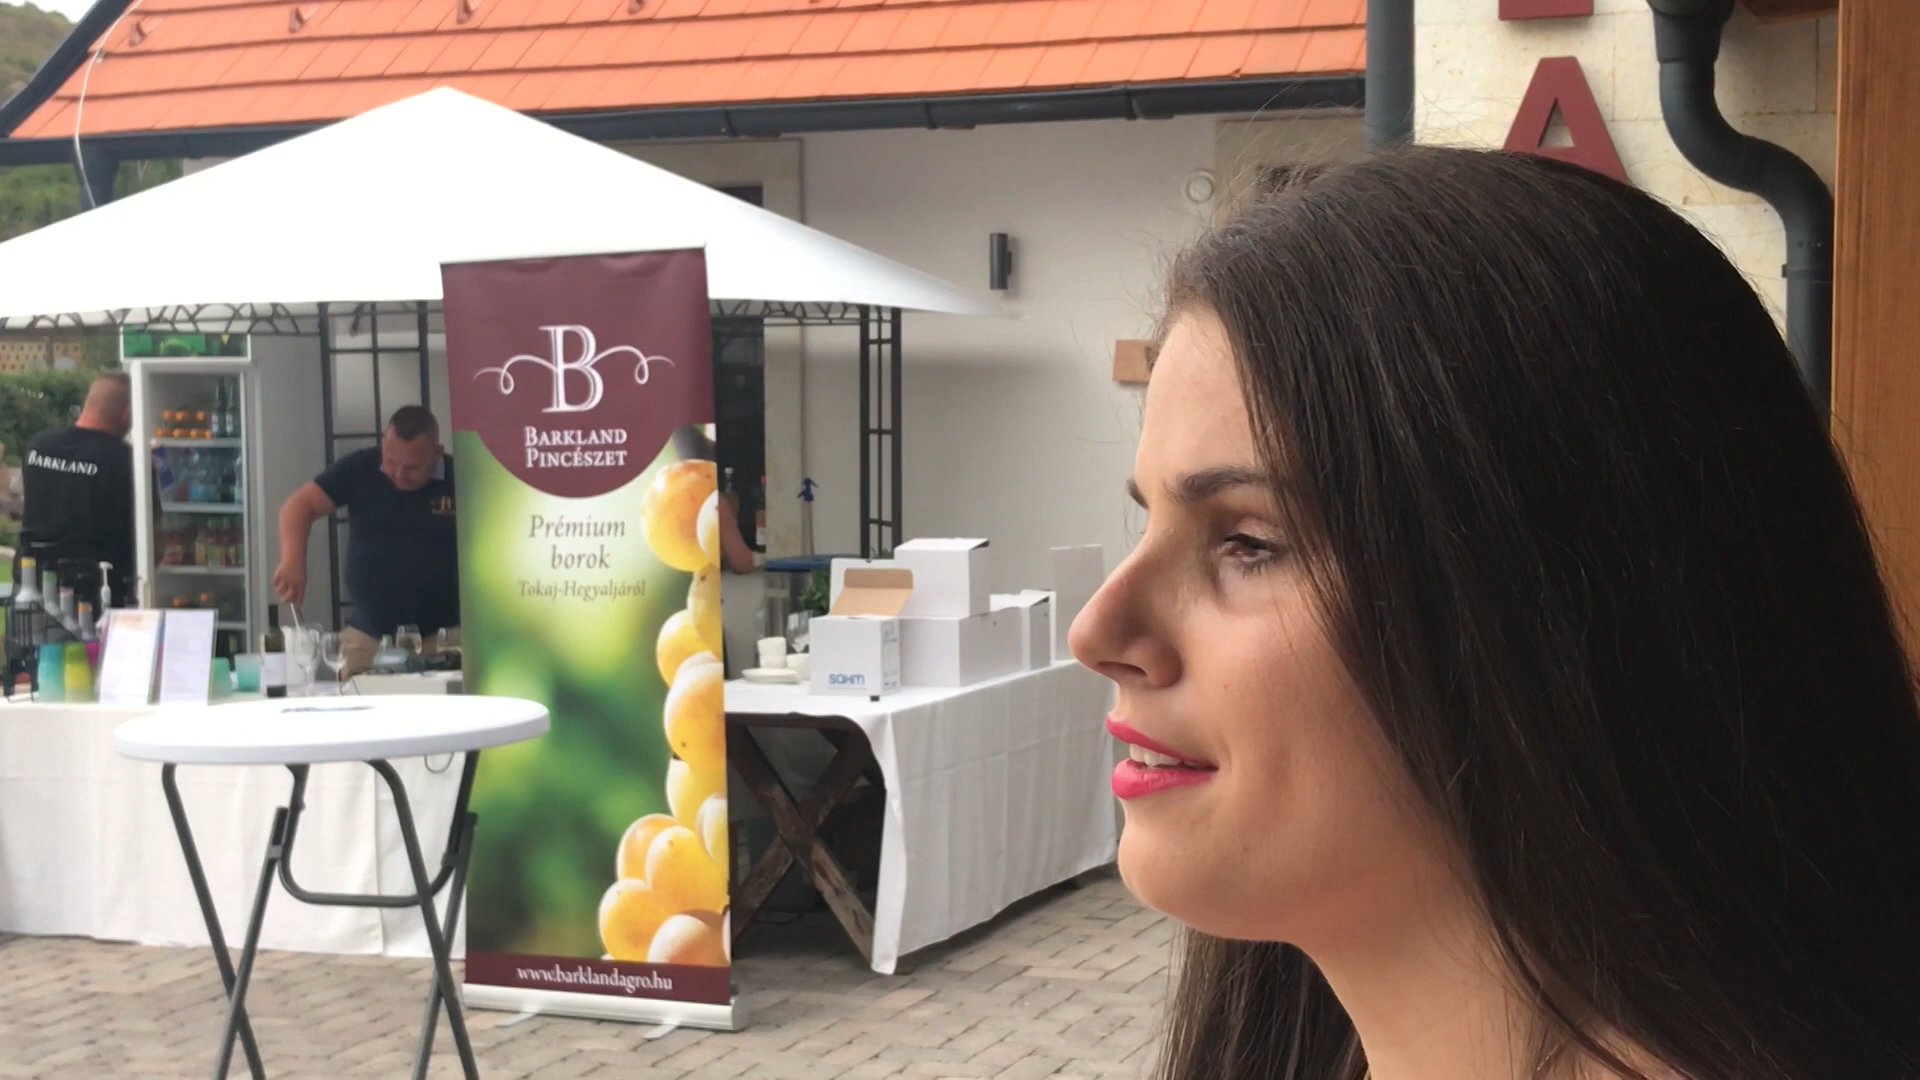 A
B
BARKLAND
PINCÉSZET
Prémium
borok
Tokaj-Hegyaljáról
www.barklandagro.hu
BARKLAND
B
SAHM